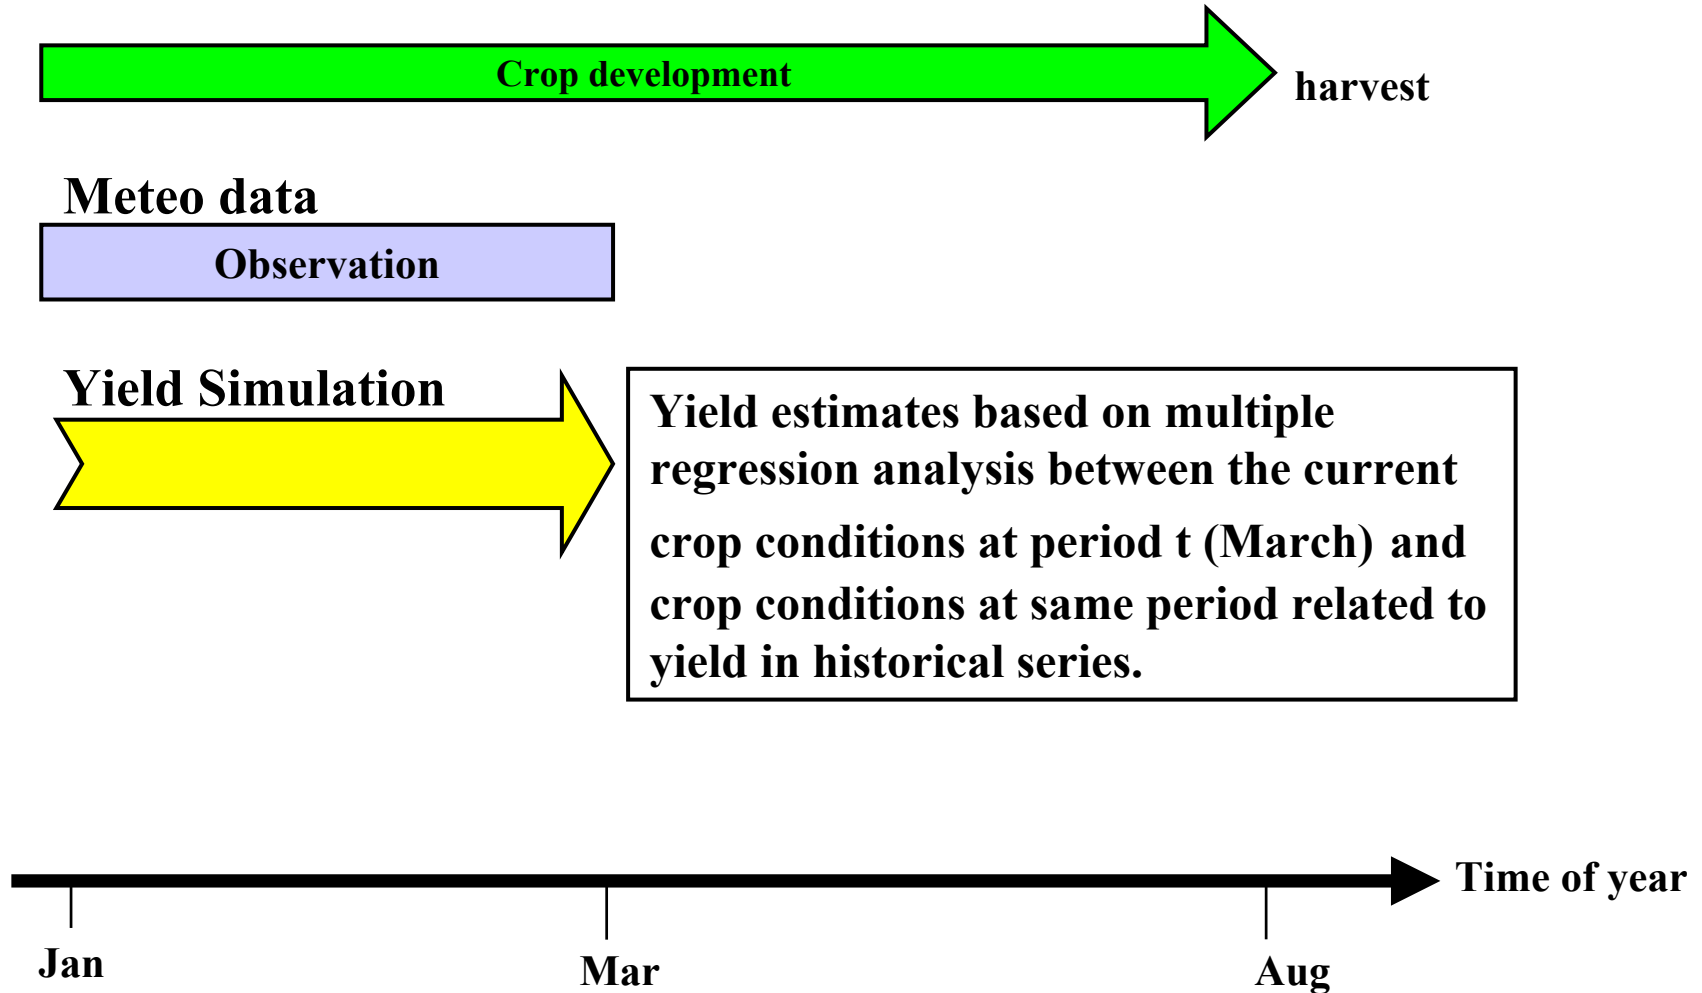 Crop development
harvest
Meteo data
Observation
Yield Simulation
Yield estimates based on multiple
regression analysis between the current
crop conditions at period t (March) and
crop conditions at same period related to
yield in historical series.
Time of year
Jan
Mar
Aug